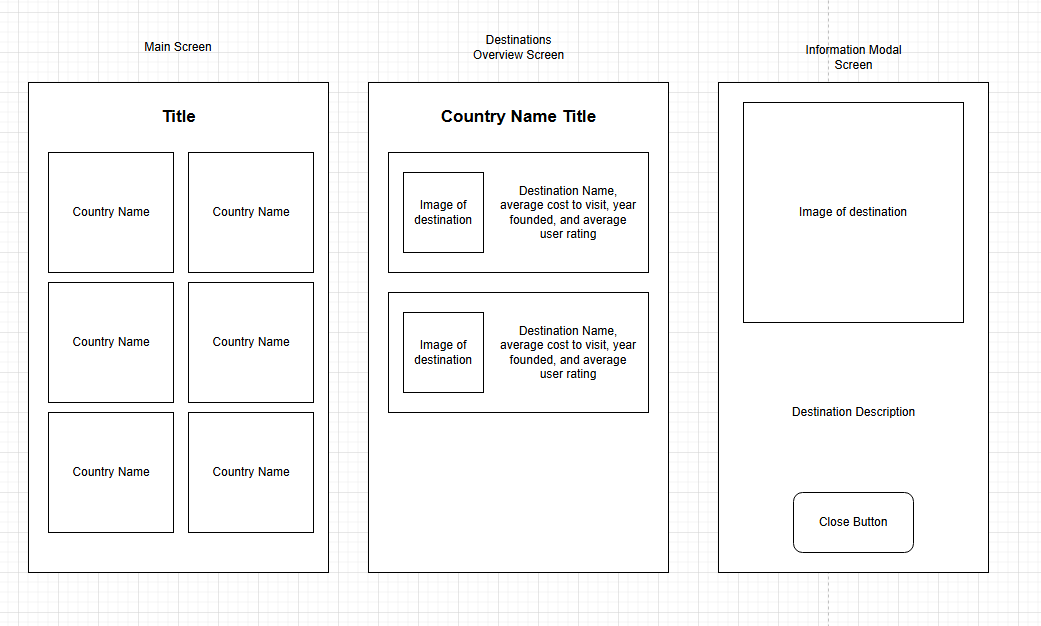 Main Screen
Destinations
Overview Screen
Information Modal
Screen
Title
Country Name
Country Name
Country Name
Country Name
Country Name
Country Name
Country Name Title
Image of
destination
Destination Name,
average cost to visit, year
founded, and average
user rating
Image of
destination
Destination Name,
average cost to visit, year
founded, and average
user rating
Image of destination
Destination Description
Close Button